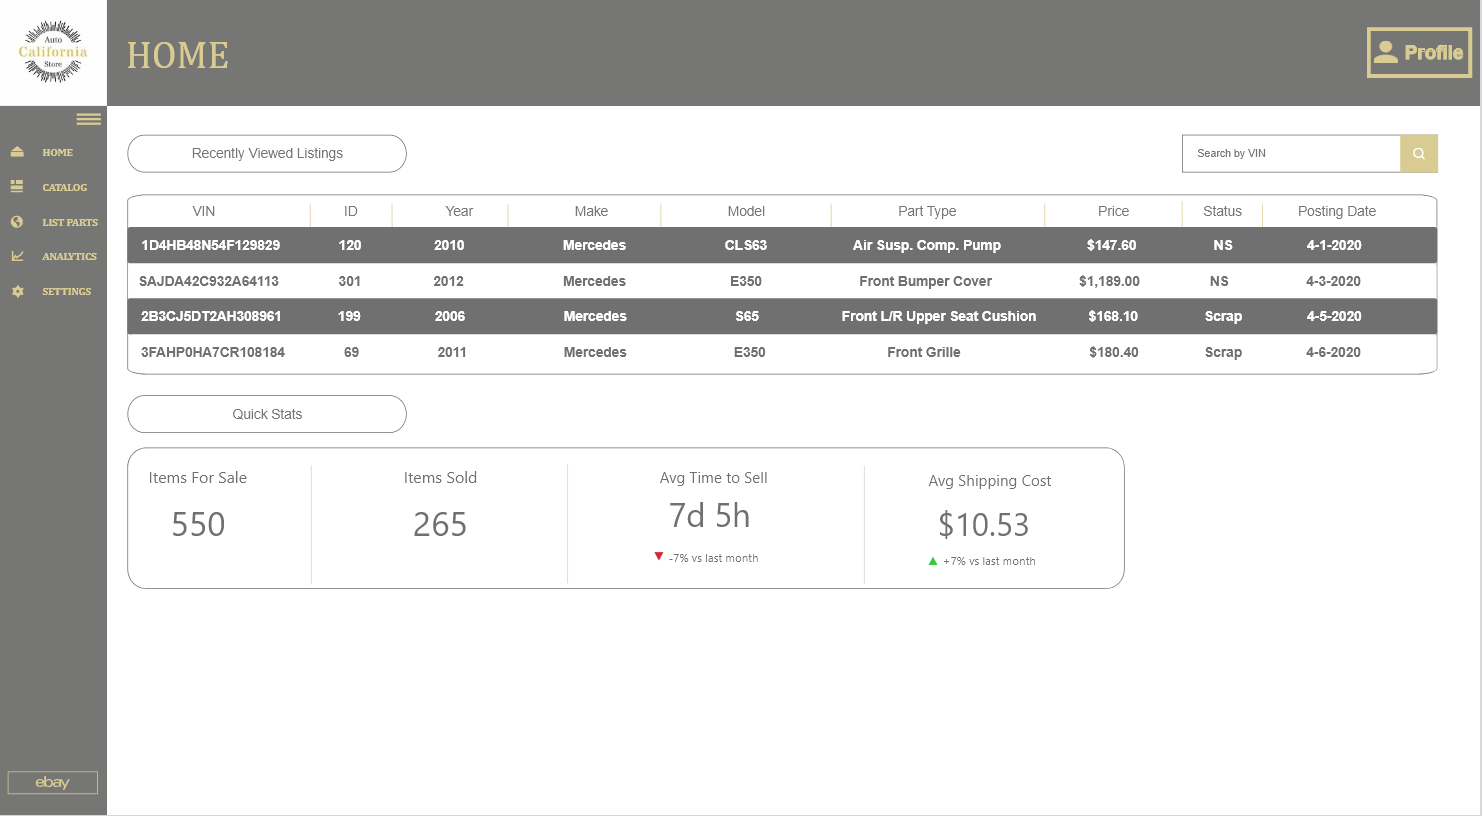 Auto
California
Store
HOME
Profile
HOME
CATALOG
LIST PARTS
ANALYTICS
SETTINGS
ebay
Recently Viewed Listings
Search by VIN
VIN ID Year Make Model Part Type Price Status Posting Date
1D4HB48N54F129829 120 2010 Mercedes CLS63 Air Susp. Comp. Pump $147.60 NS 4-1-2020
SAJDA42C932A64113 301 2012 Mercedes E350 Front Bumper Cover $1,189.00 NS 4-3-2020
2B3CJ5DT2AH308961 199 2006 Mercedes S65 Front L/R Upper Seat Cushion $168.10 Scrap 4-5-2020
3FAHP0HA7CR108184 69 2011 Mercedes E350 Front Grille $180.40 Scrap 4-6-2020
Quick Stats
Items For Sale Items Sold Avg Time to Sell Avg Shipping Cost
550 265 7d 5h $10.53
-7% vs last month +7% vs last month